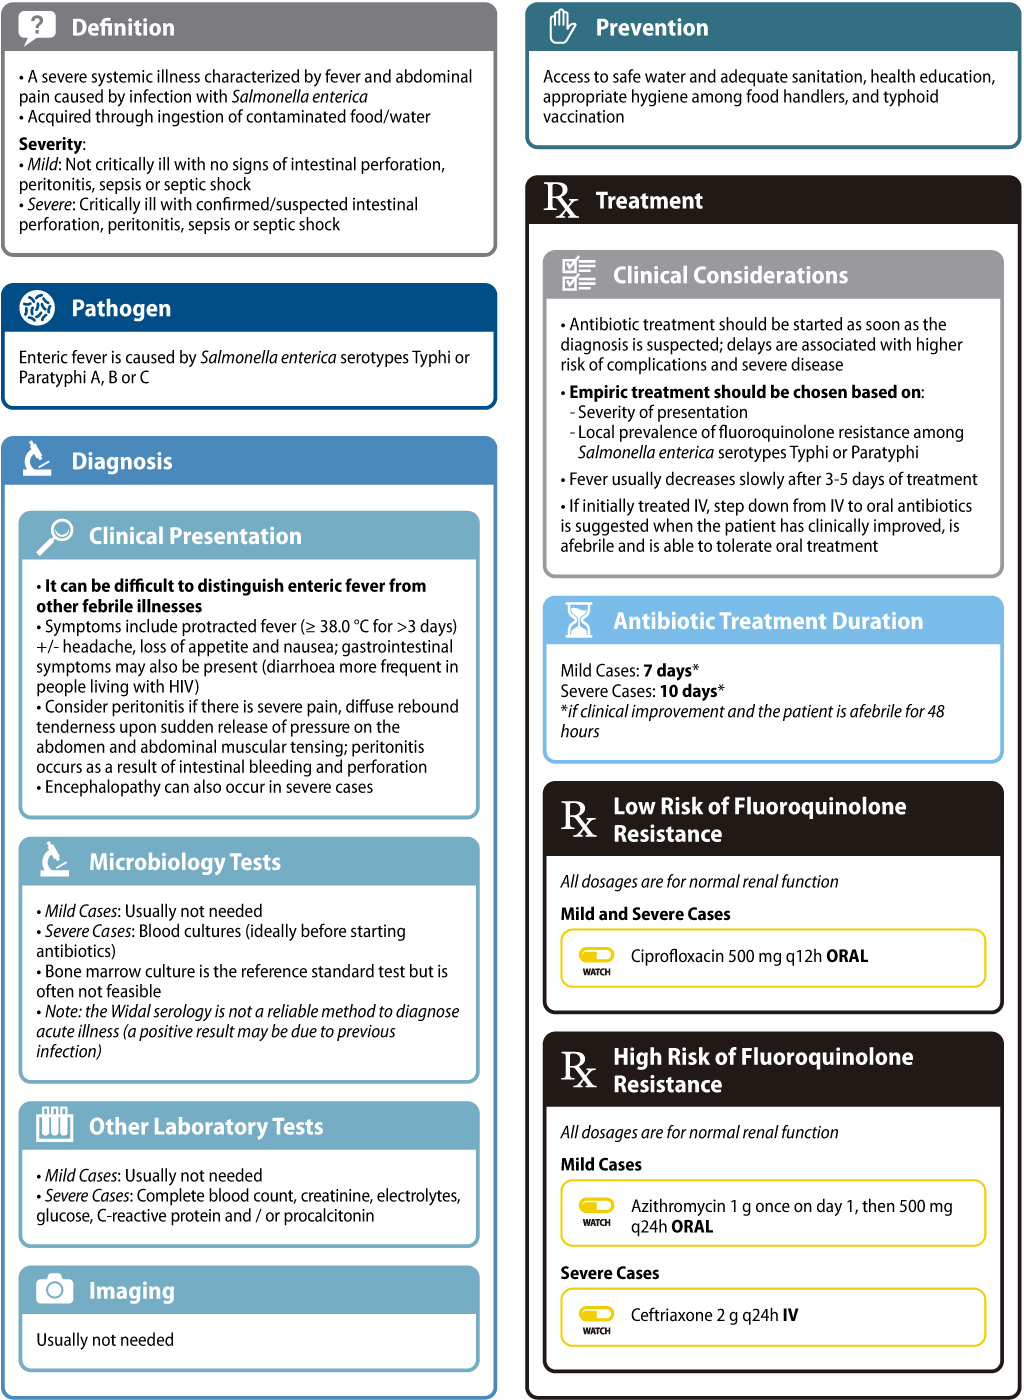 Definition
• A severe systemic illness characterized by fever and abdominal
pain caused by infection with Salmonella enterica
• Acquired through ingestion of contaminated food/water
Severity:
• Mild: Not critically ill with no signs of intestinal perforation,
peritonitis, sepsis or septic shock
• Severe: Critically ill with confirmed/suspected intestinal
perforation, peritonitis, sepsis or septic shock
Pathogen
Enteric fever is caused by Salmonella enterica serotypes Typhi or
Paratyphi A, B or C
Diagnosis
Clinical Presentation
• It can be difficult to distinguish enteric fever from
other febrile illnesses
• Symptoms include protracted fever (≥ 38.0 °C for >3 days)
+/- headache, loss of appetite and nausea; gastrointestinal
symptoms may also be present (diarrhoea more frequent in
people living with HIV)
• Consider peritonitis if there is severe pain, diffuse rebound
tenderness upon sudden release of pressure on the
abdomen and abdominal muscular tensing; peritonitis
occurs as a result of intestinal bleeding and perforation
• Encephalopathy can also occur in severe cases
Microbiology Tests
• Mild Cases: Usually not needed
• Severe Cases: Blood cultures (ideally before starting
antibiotics)
• Bone marrow culture is the reference standard test but is
often not feasible
• Note: the Widal serology is not a reliable method to diagnose
acute illness (a positive result may be due to previous
infection)
Other Laboratory Tests
• Mild Cases: Usually not needed
• Severe Cases: Complete blood count, creatinine, electrolytes,
glucose, C-reactive protein and / or procalcitonin
Imaging
Usually not needed
Prevention
Access to safe water and adequate sanitation, health education,
appropriate hygiene among food handlers, and typhoid
vaccination
Rx Treatment
Clinical Considerations
• Antibiotic treatment should be started as soon as the
diagnosis is suspected; delays are associated with higher
risk of complications and severe disease
• Empiric treatment should be chosen based on:
- Severity of presentation
- Local prevalence of fluoroquinolone resistance among
Salmonella enterica serotypes Typhi or Paratyphi
• Fever usually decreases slowly after 3-5 days of treatment
• If initially treated IV, step down from IV to oral antibiotics
is suggested when the patient has clinically improved, is
afebrile and is able to tolerate oral treatment
Antibiotic Treatment Duration
Mild Cases: 7 days*
Severe Cases: 10 days*
*if clinical improvement and the patient is afebrile for 48
hours
Rx Low Risk of Fluoroquinolone
Resistance
All dosages are for normal renal function
Mild and Severe Cases
Ciprofloxacin 500 mg q12h ORAL
WATCH
Rx High Risk of Fluoroquinolone
Resistance
All dosages are for normal renal function
Mild Cases
Azithromycin 1 g once on day 1, then 500 mg
q24h ORAL
WATCH
Severe Cases
Ceftriaxone 2 g q24h IV
WATCH